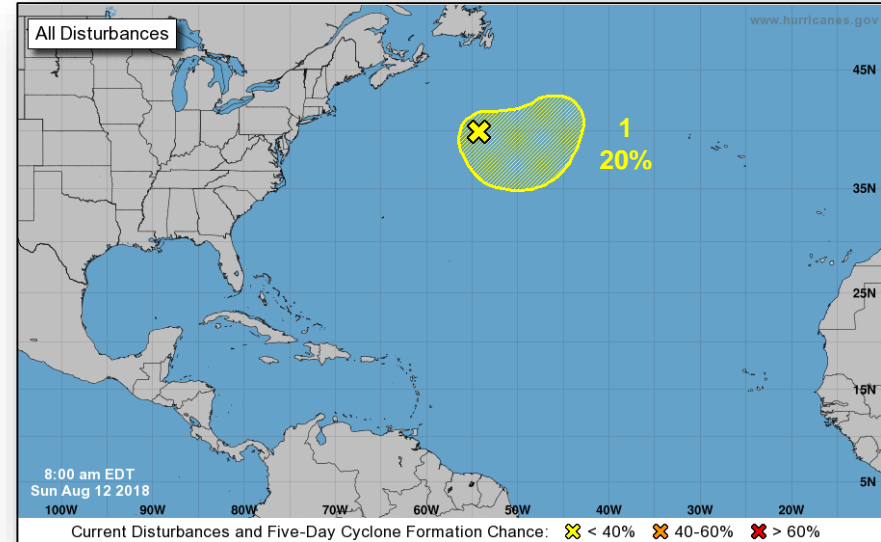 All Disturbances
www.hurricanes.gov
45N
1
20%
35N
25N
15N
5N
8:00 am EDT
Sun Aug 12 2018
100W 90W 80W 70W 60W 50W 40W 30W 20W
Current Disturbances and Five-Day Cyclone Formation Chance: < 40% 40-60% > 60%